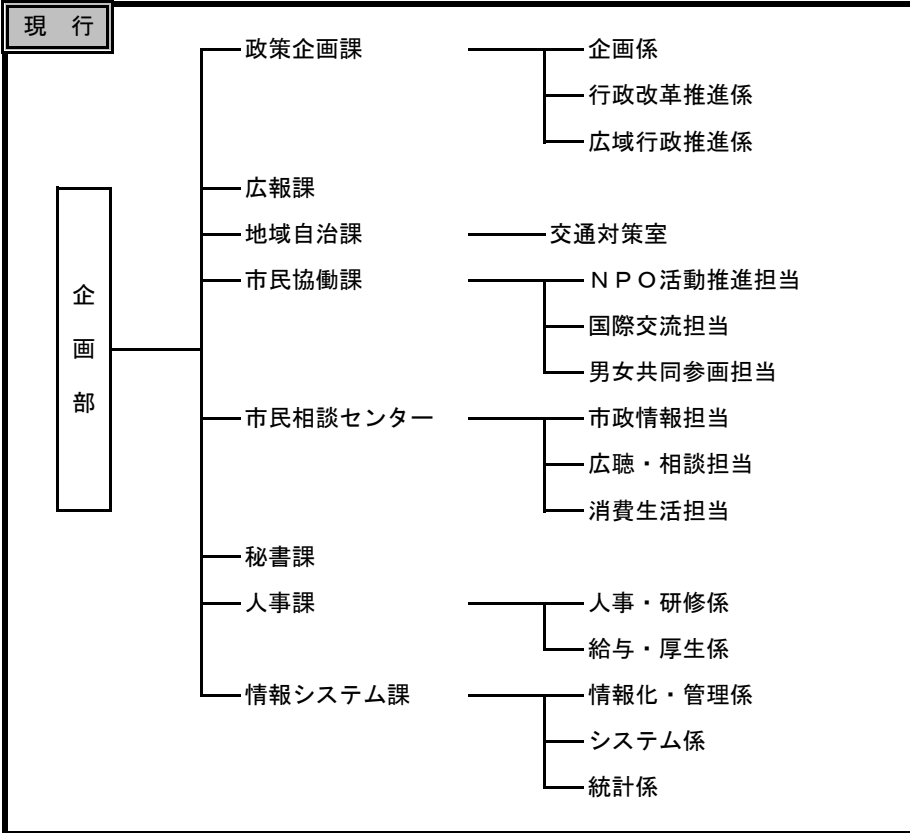 現　行
政策企画課　企画係
行政改革推進係
広域行政推進係
広報課
地域自治課　交通対策室
市民協働課　ＮＰＯ活動推進担当
国際交流担当
男女共同参画担当
企画部
市民相談センター　市政情報担当
広聴・相談担当
消費生活担当
秘書課
人事課　人事・研修係
給与・厚生係
情報システム課　情報化・管理係
システム係
統計係